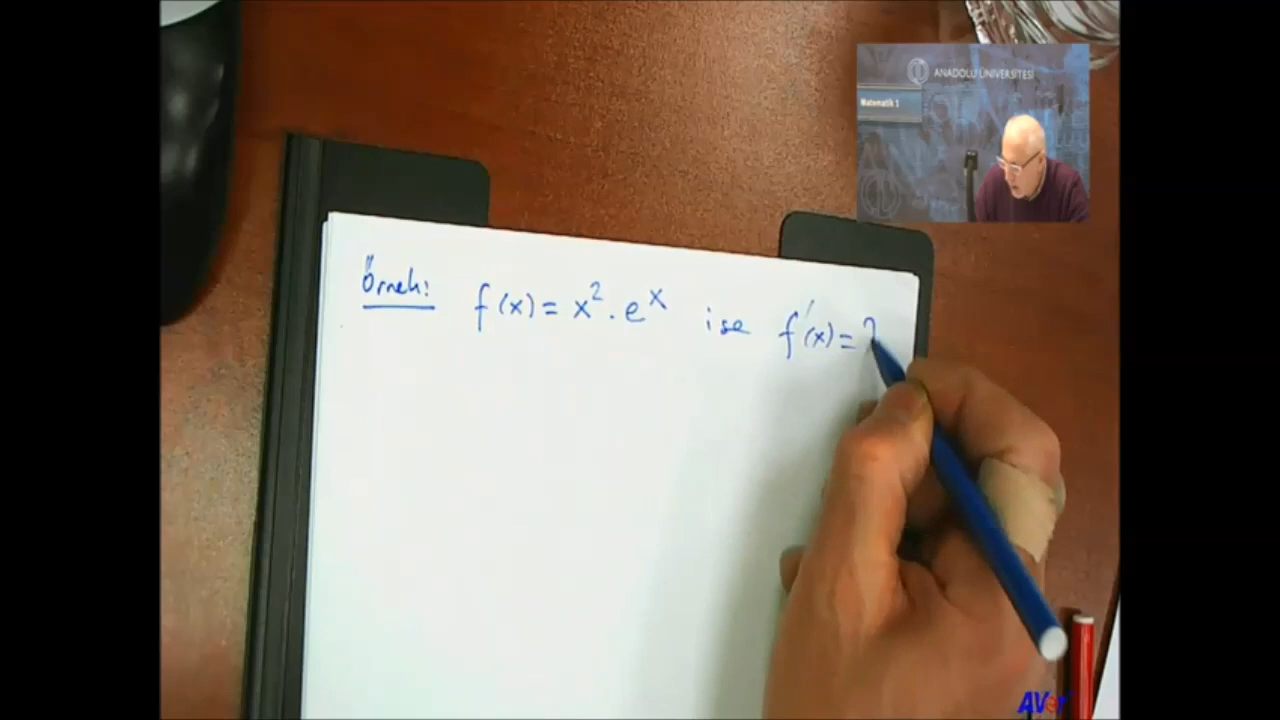 ANADOLU ÜNİVERSİTESİ
Matematik 1
Örnek: f(x) = x² . eˣ ise f'(x) = ?
AVer